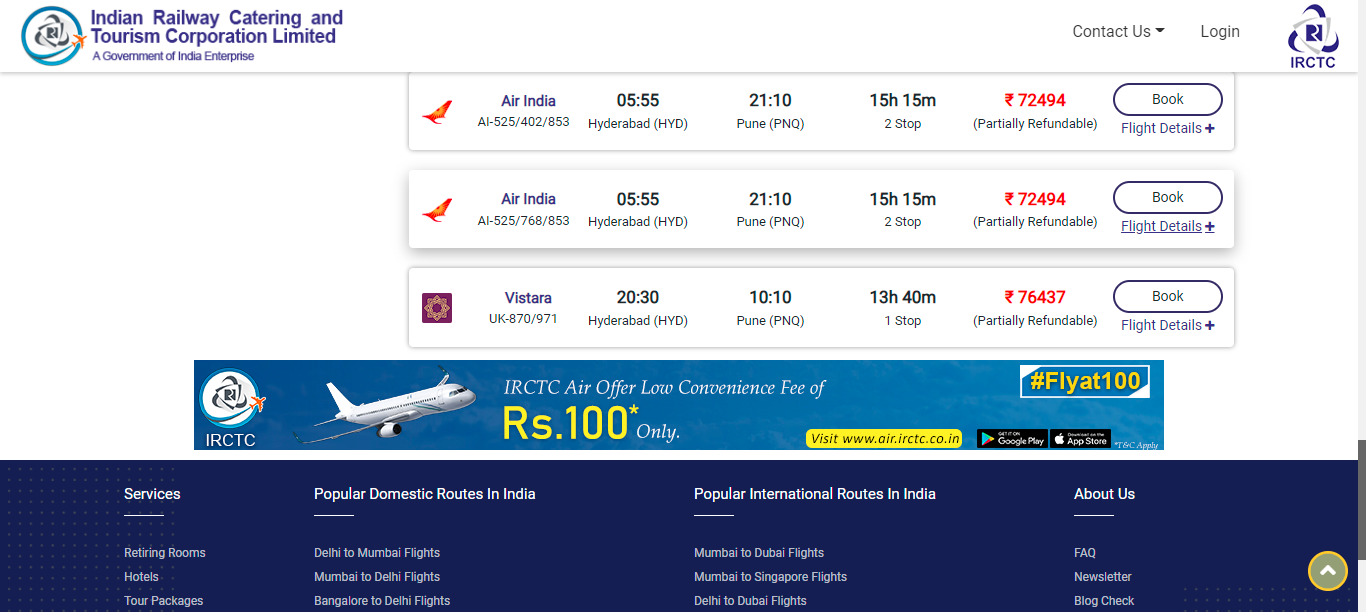 Indian Railway Catering and
Tourism Corporation Limited
A Government of India Enterprise
Contact Us
Login
IRCTC
Air India
AI-525/402/853
05:55
Hyderabad (HYD)
21:10
Pune (PNQ)
15h 15m
2 Stop
₹ 72494
(Partially Refundable)
Book
Flight Details +
Air India
AI-525/768/853
05:55
Hyderabad (HYD)
21:10
Pune (PNQ)
15h 15m
2 Stop
₹ 72494
(Partially Refundable)
Book
Flight Details +
Vistara
UK-870/971
20:30
Hyderabad (HYD)
10:10
Pune (PNQ)
13h 40m
1 Stop
₹ 76437
(Partially Refundable)
Book
Flight Details +
IRCTC
IRCTC Air Offer Low Convenience Fee of
Rs.100* Only.
#Flyat100
Visit www.air.irctc.co.in
GET IT ON
Google Play
Download on the
App Store
*T&C Apply
Services
Retiring Rooms
Hotels
Tour Packages
Popular Domestic Routes In India
Delhi to Mumbai Flights
Mumbai to Delhi Flights
Bangalore to Delhi Flights
Popular International Routes In India
Mumbai to Dubai Flights
Mumbai to Singapore Flights
Delhi to Dubai Flights
About Us
FAQ
Newsletter
Blog Check